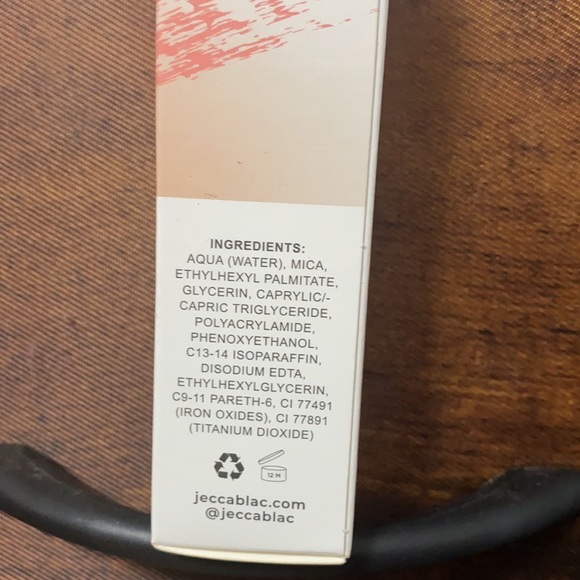 INGREDIENTS:
AQUA (WATER), MICA,
ETHYLHEXYL PALMITATE,
GLYCERIN, CAPRYLIC/-
CAPRIC TRIGLYCERIDE,
POLYACRYLAMIDE,
PHENOXYETHANOL,
C13-14 ISOPARAFFIN,
DISODIUM EDTA,
ETHYLHEXYLGLYCERIN,
C9-11 PARETH-6, CI 77491
(IRON OXIDES), CI 77891
(TITANIUM DIOXIDE)
12 M
jeccablac.com
@jeccablac